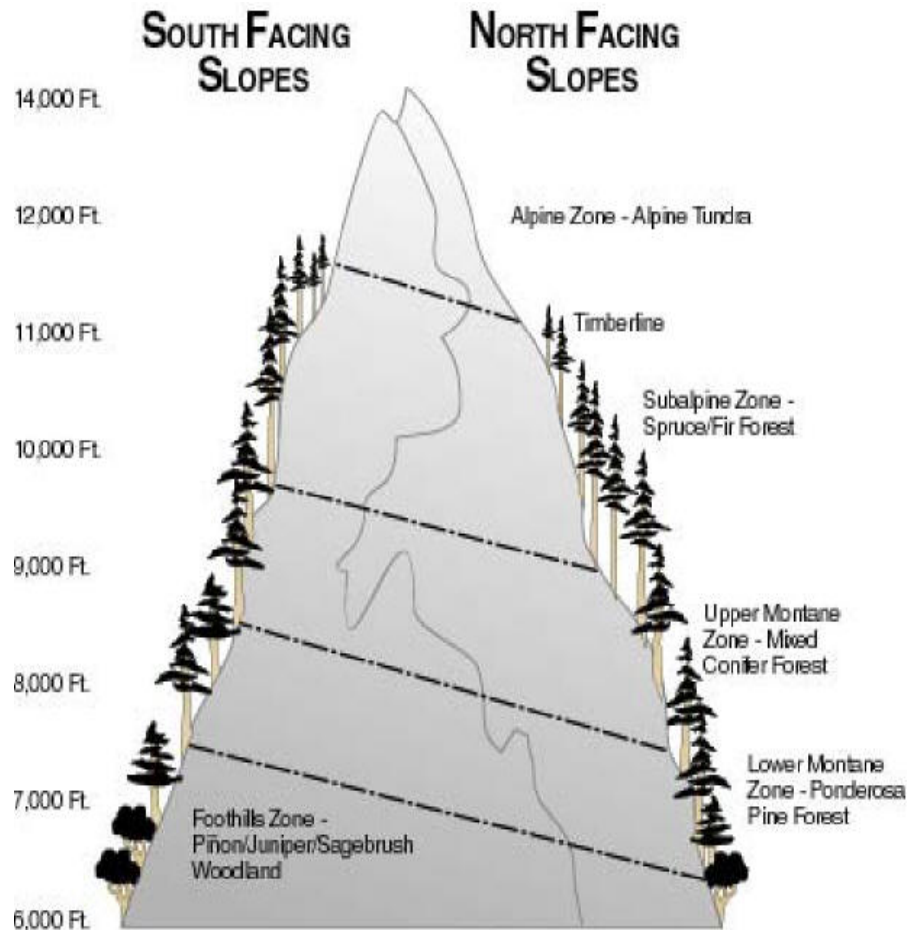 SOUTH FACING
SLOPES
NORTH FACING
SLOPES
14,000 Ft.
12,000 Ft.
Alpine Zone - Alpine Tundra
11,000 Ft.
Timberline
Subalpine Zone -
Spruce/Fir Forest
10,000 Ft.
9,000 Ft.
Upper Montane
Zone - Mixed
Conifer Forest
8,000 Ft.
Lower Montane
Zone - Ponderosa
Pine Forest
7,000 Ft.
Foothills Zone -
Piñon/Juniper/Sagebrush
Woodland
6,000 Ft.